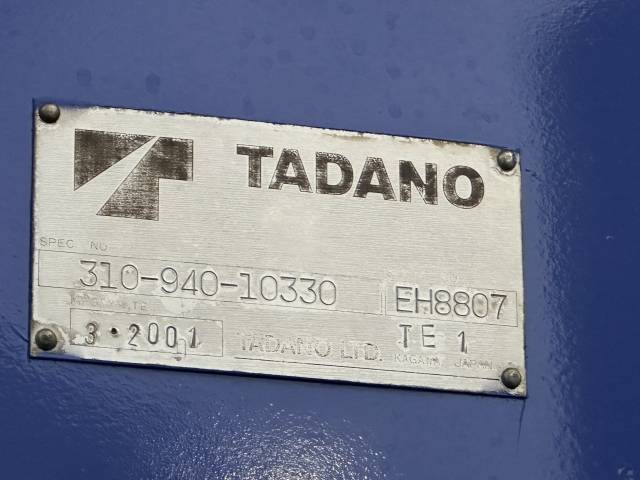 TADANO
SPEC NO
310-940-10330 EH8807
3·2001 TE 1
TADANO LTD. KAGAWA JAPAN